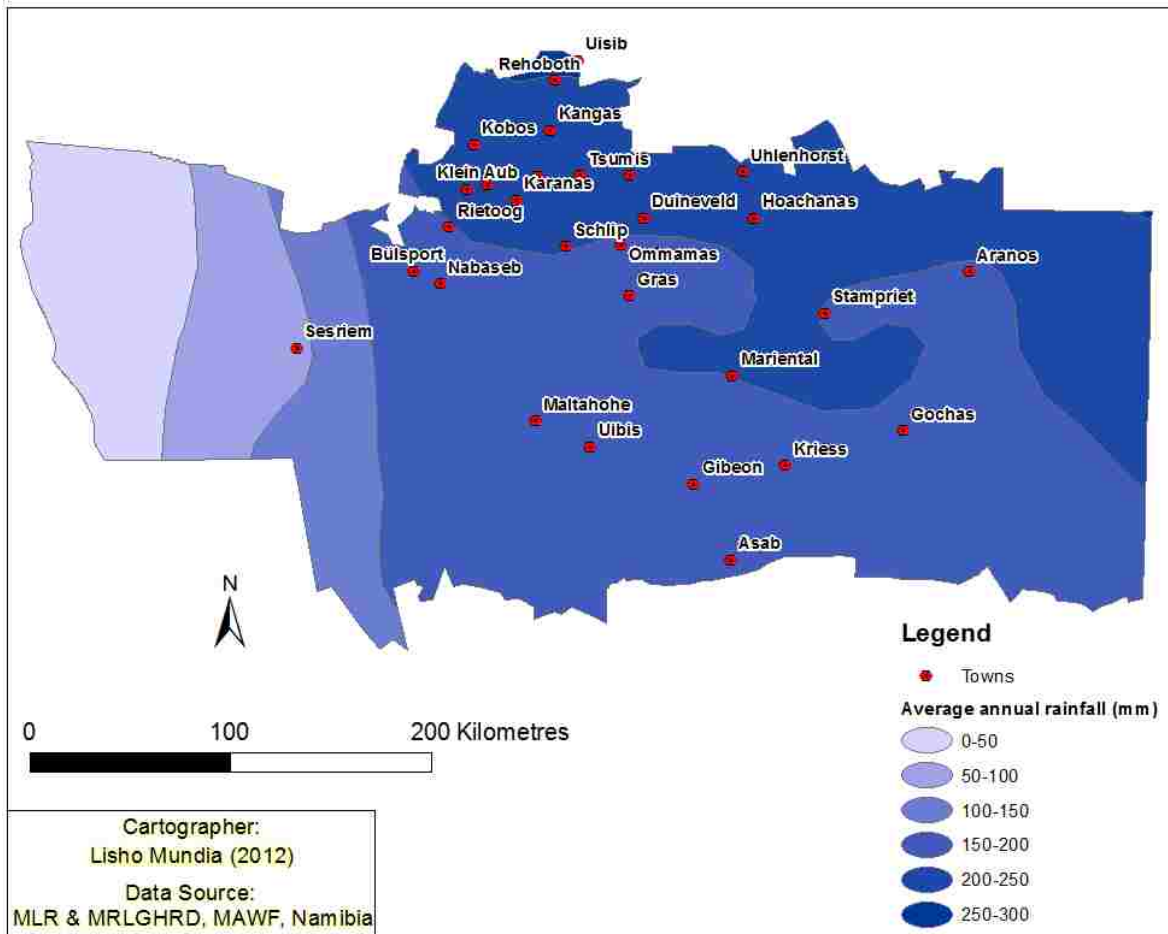 Uisib
Rehoboth
Kangas
Kobos
Tsumis
Uhlenhorst
Klein Aub
Karanas
Duineveld
Hoachanas
Rietoog
Schlip
Ommamas
Aranos
Bülsport
Nabaseb
Gras
Stampriet
Sesriem
Mariental
Maltahohe
Uibis
Gochas
Kriess
Gibeon
Asab
N
Legend
Towns
Average annual rainfall (mm)
0-50
50-100
100-150
150-200
200-250
250-300
0 100 200 Kilometres
Cartographer:
Lisho Mundia (2012)
Data Source:
MLR & MRLGHRD, MAWF, Namibia